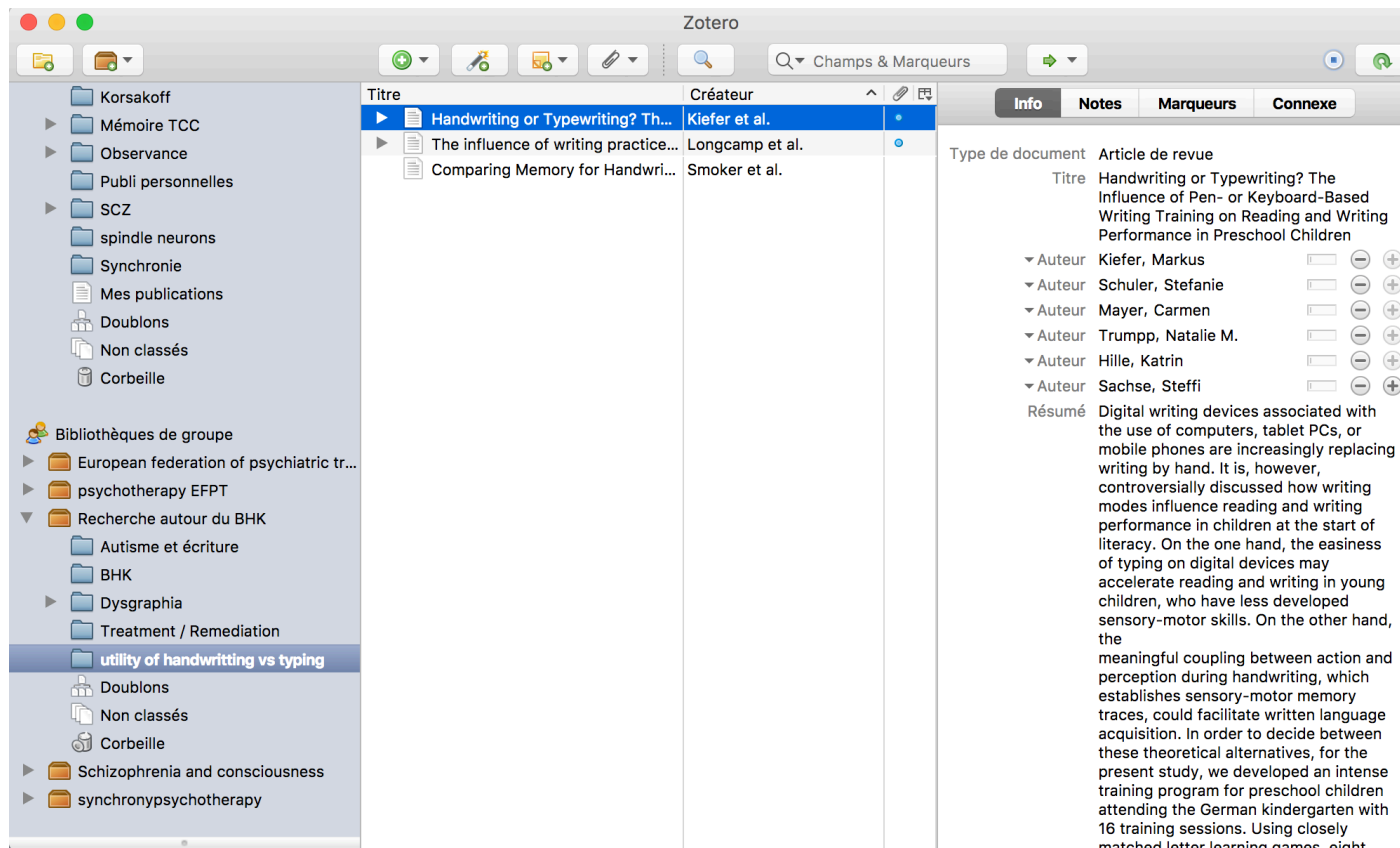 Zotero
Champs & Marqueurs
Korsakoff
Mémoire TCC
Observance
Publi personnelles
SCZ
spindle neurons
Synchronie
Mes publications
Doublons
Non classés
Corbeille
Bibliothèques de groupe
European federation of psychiatric tr...
psychotherapy EFPT
Recherche autour du BHK
Autisme et écriture
BHK
Dysgraphia
Treatment / Remediation
utility of handwritting vs typing
Doublons
Non classés
Corbeille
Schizophrenia and consciousness
synchronypsychotherapy
Titre Créateur
Handwriting or Typewriting? Th... Kiefer et al.
The influence of writing practice... Longcamp et al.
Comparing Memory for Handwri... Smoker et al.
Info Notes Marqueurs Connexe
Type de document Article de revue
Titre Handwriting or Typewriting? The
Influence of Pen- or Keyboard-Based
Writing Training on Reading and Writing
Performance in Preschool Children
Auteur Kiefer, Markus
Auteur Schuler, Stefanie
Auteur Mayer, Carmen
Auteur Trumpp, Natalie M.
Auteur Hille, Katrin
Auteur Sachse, Steffi
Résumé Digital writing devices associated with
the use of computers, tablet PCs, or
mobile phones are increasingly replacing
writing by hand. It is, however,
controversially discussed how writing
modes influence reading and writing
performance in children at the start of
literacy. On the one hand, the easiness
of typing on digital devices may
accelerate reading and writing in young
children, who have less developed
sensory-motor skills. On the other hand,
the
meaningful coupling between action and
perception during handwriting, which
establishes sensory-motor memory
traces, could facilitate written language
acquisition. In order to decide between
these theoretical alternatives, for the
present study, we developed an intense
training program for preschool children
attending the German kindergarten with
16 training sessions. Using closely
matched letter learning games, eight